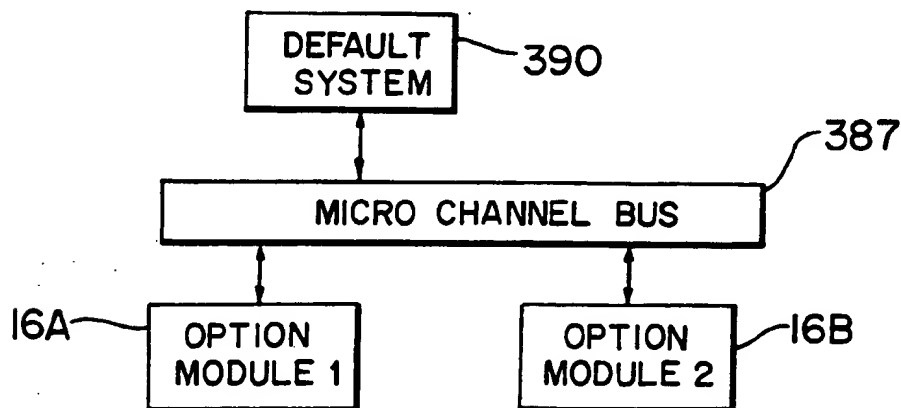 DEFAULT
SYSTEM
390
387
MICRO CHANNEL BUS
16A
OPTION
MODULE 1
OPTION
MODULE 2
16B